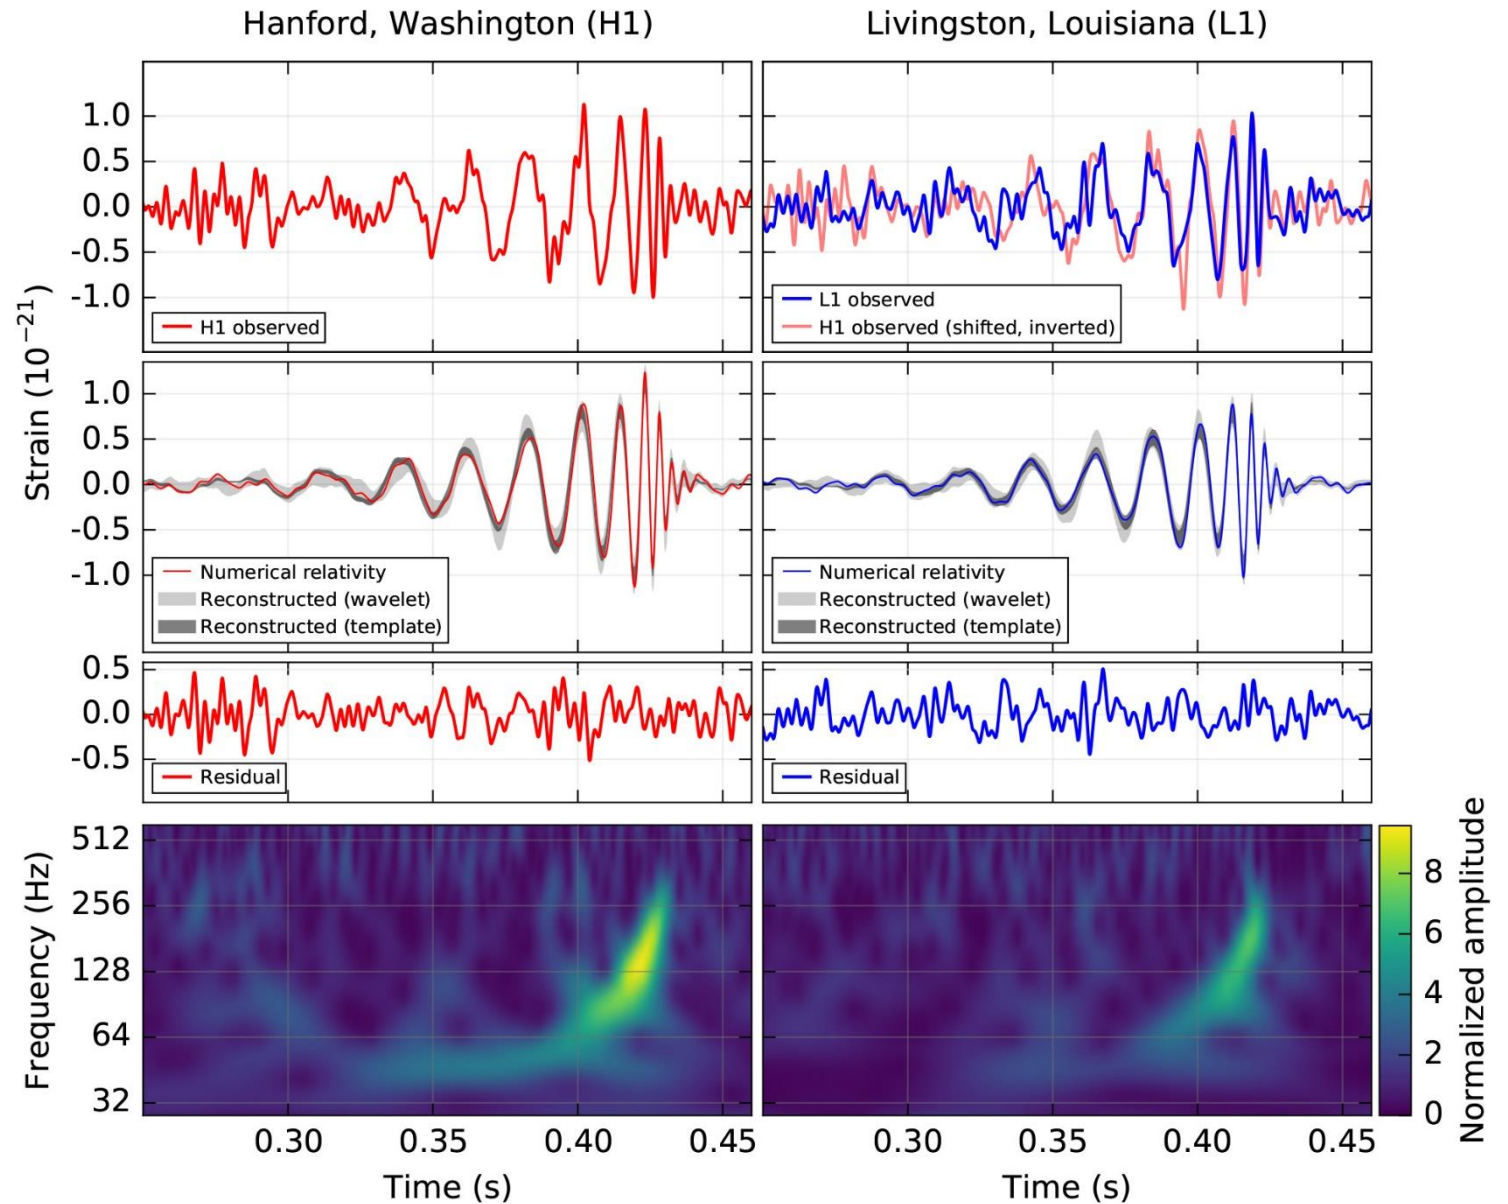 Hanford, Washington (H1)
Livingston, Louisiana (L1)
Strain (10⁻²¹)
1.0
0.5
0.0
-0.5
-1.0
H1 observed
L1 observed
H1 observed (shifted, inverted)
1.0
0.5
0.0
-0.5
-1.0
Numerical relativity
Reconstructed (wavelet)
Reconstructed (template)
Numerical relativity
Reconstructed (wavelet)
Reconstructed (template)
0.5
0.0
-0.5
Residual
Residual
Frequency (Hz)
512
256
128
64
32
0.30 0.35 0.40 0.45
Time (s)
0.30 0.35 0.40 0.45
Time (s)
8
6
4
2
0
Normalized amplitude